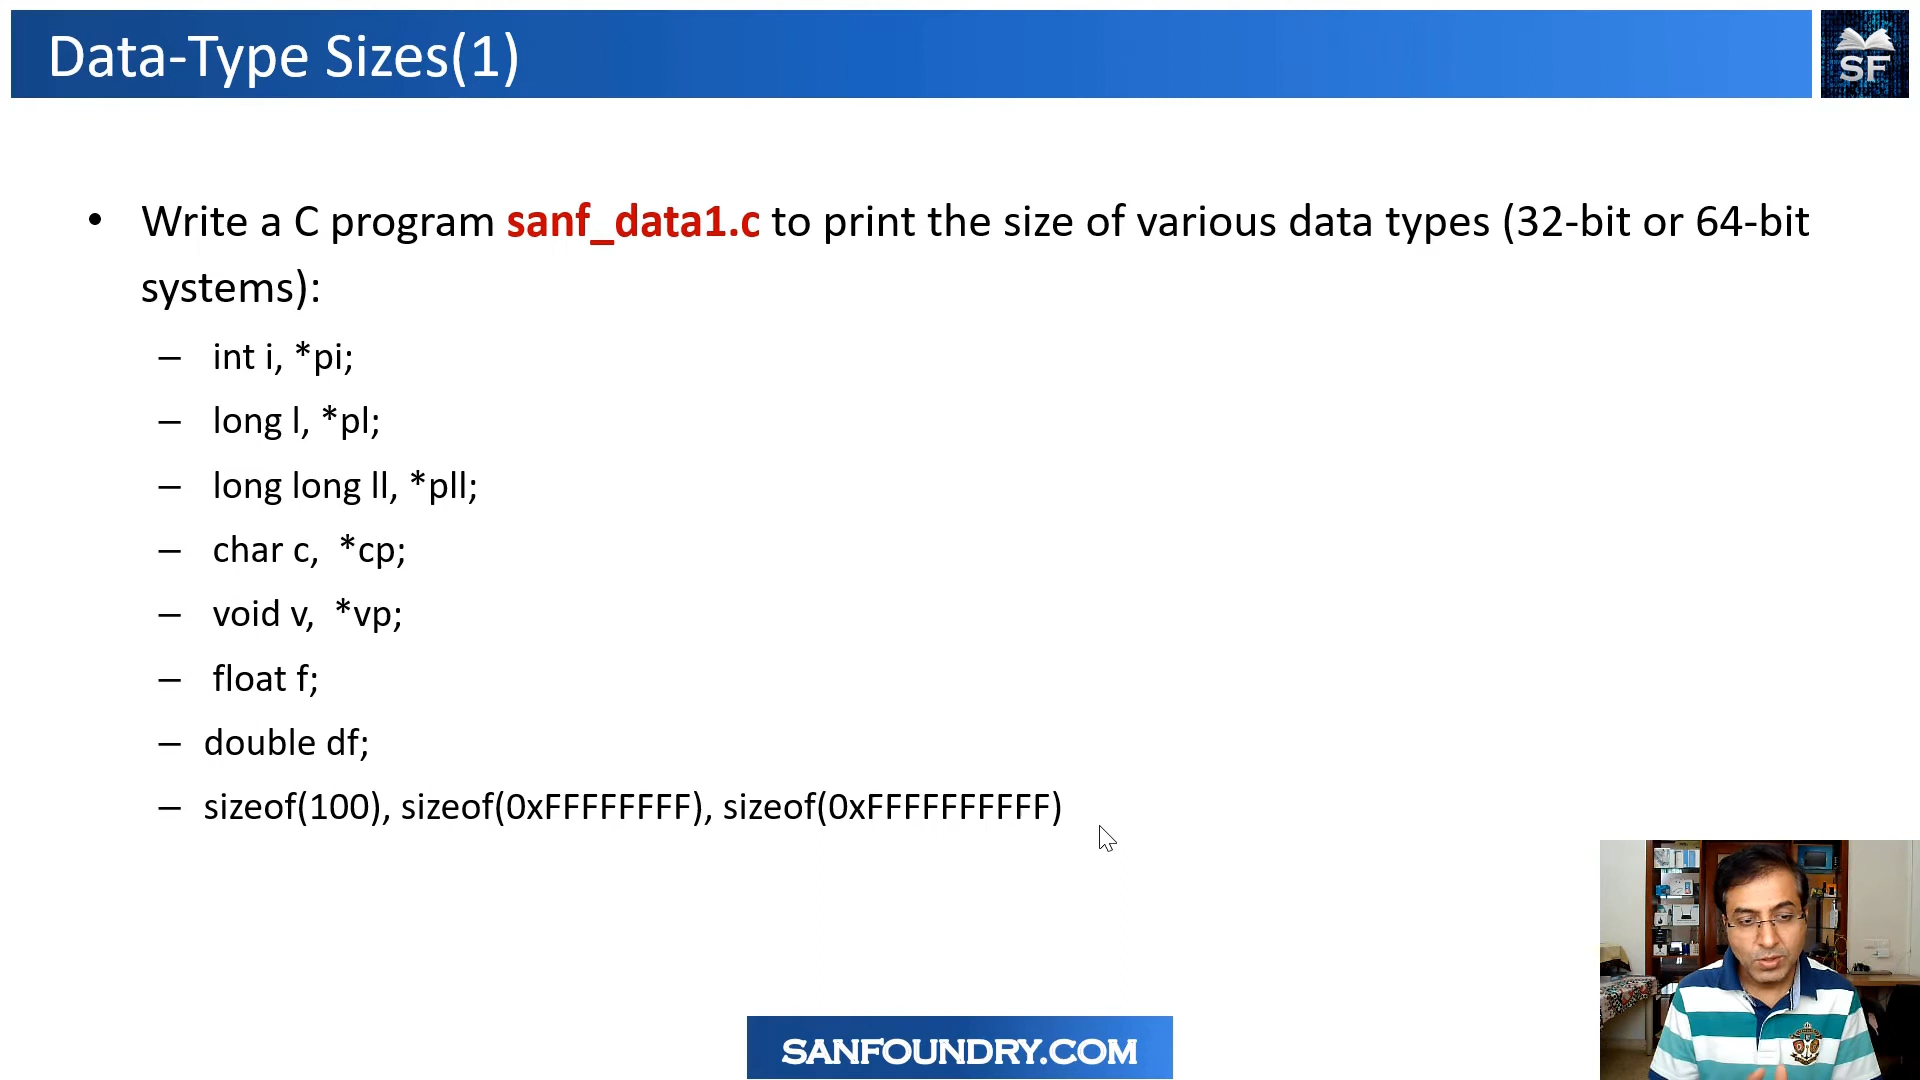 Data-Type Sizes(1)
SF
• Write a C program sanf_data1.c to print the size of various data types (32-bit or 64-bit
systems):
– int i, *pi;
– long l, *pl;
– long long ll, *pll;
– char c,  *cp;
– void v,  *vp;
– float f;
– double df;
– sizeof(100), sizeof(0xFFFFFFFF), sizeof(0xFFFFFFFFFF)
SANFOUNDRY.COM